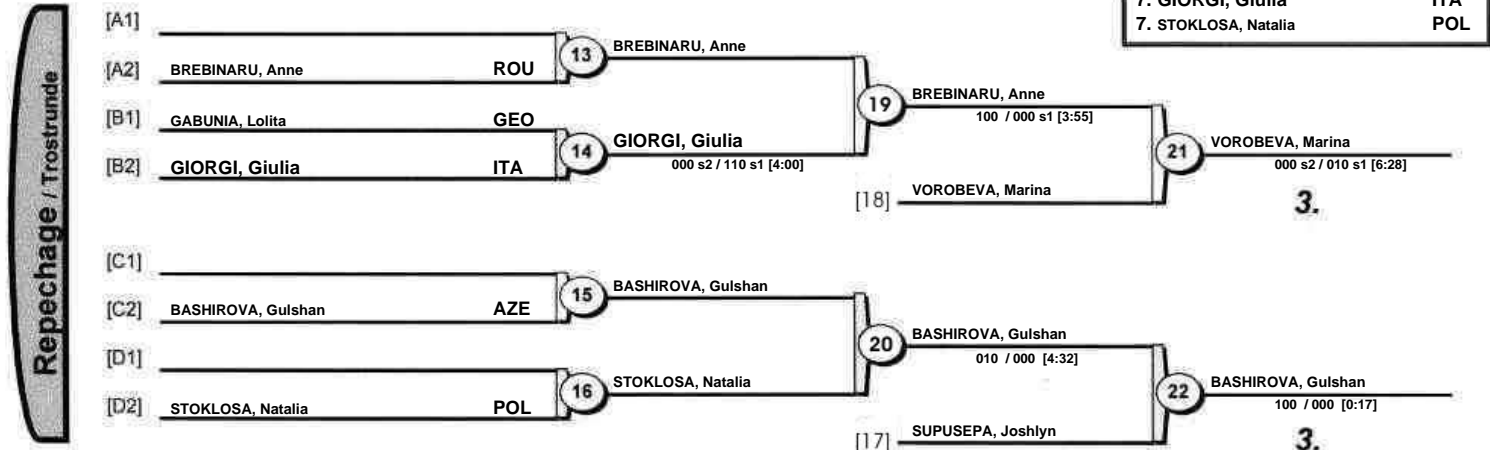 7. GIORGI, Giulia ITA
7. STOKLOSA, Natalia POL
Repechage / Trostrunde
[A1]
[A2] BREBINARU, Anne ROU
13 BREBINARU, Anne
[B1] GABUNIA, Lolita GEO
[B2] GIORGI, Giulia ITA
14 GIORGI, Giulia
000 s2 / 110 s1 [4:00]
19 BREBINARU, Anne
100 / 000 s1 [3:55]
[18] VOROBEVA, Marina
21 VOROBEVA, Marina
000 s2 / 010 s1 [6:28]
3.
[C1]
[C2] BASHIROVA, Gulshan AZE
15 BASHIROVA, Gulshan
[D1]
[D2] STOKLOSA, Natalia POL
16 STOKLOSA, Natalia
20 BASHIROVA, Gulshan
010 / 000 [4:32]
[17] SUPUSEPA, Joshlyn
22 BASHIROVA, Gulshan
100 / 000 [0:17]
3.